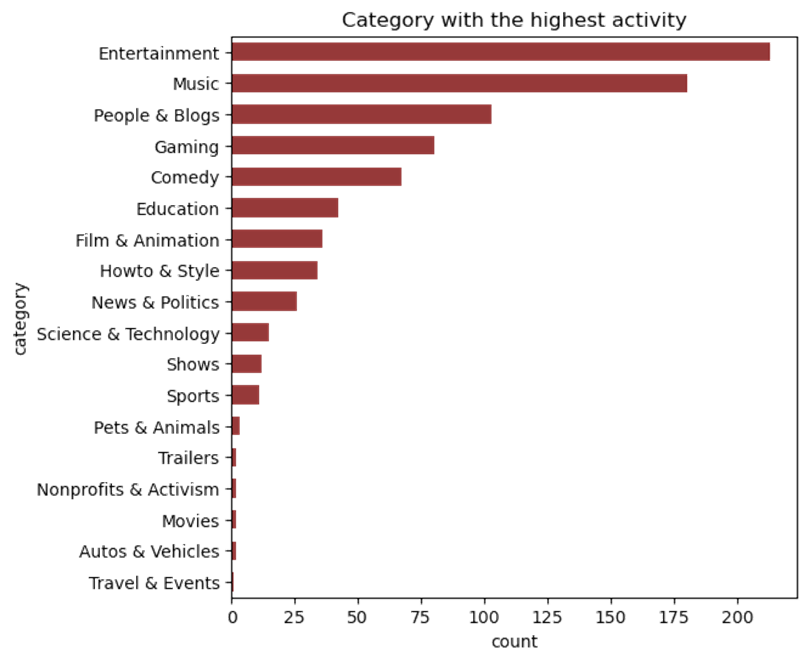 Category with the highest activity
Entertainment
Music
People & Blogs
Gaming
Comedy
Education
Film & Animation
Howto & Style
News & Politics
Science & Technology
Shows
Sports
Pets & Animals
Trailers
Nonprofits & Activism
Movies
Autos & Vehicles
Travel & Events
category
0 25 50 75 100 125 150 175 200
count